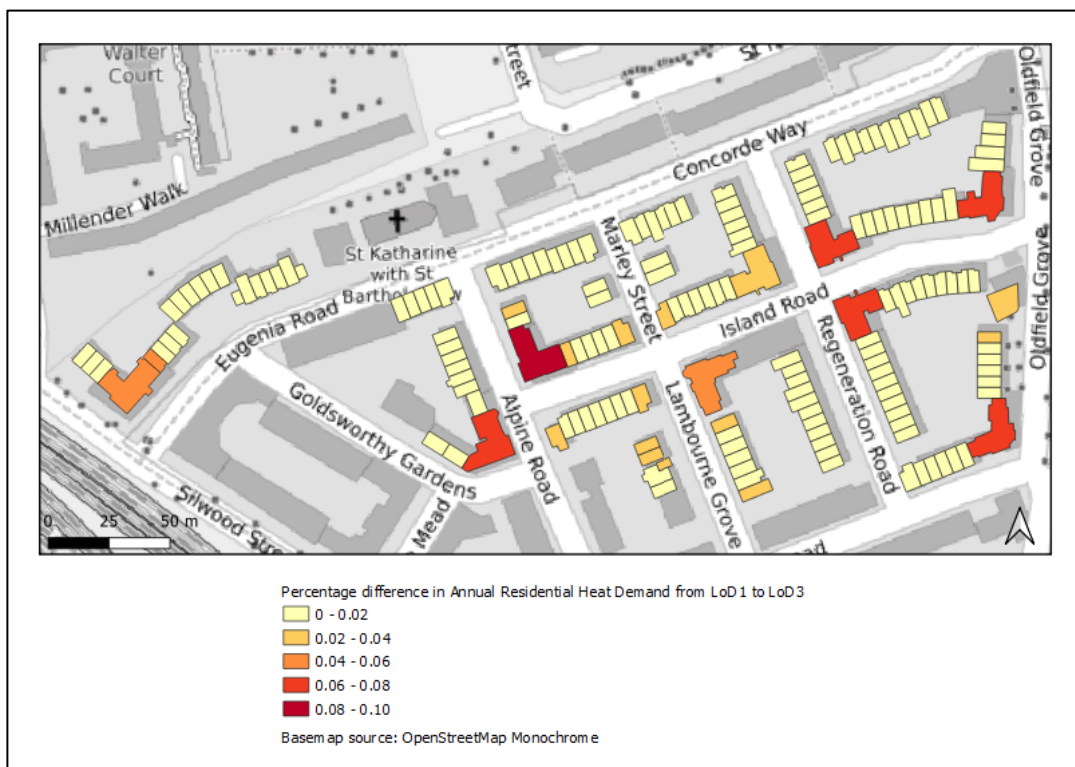 Walter
Court
Street
Oldfield Grove
Concorde Way
Millender Walk
St Katharine
with St
Marley Street
Oldfield Grove
Island Road
Eugenia Road
Regeneration Road
Goldsworthy Gardens
Alpine Road
Lambourne Grove
Silwood
Mead
0 25 50 m
Percentage difference in Annual Residential Heat Demand from LoD1 to LoD3
0 - 0.02
0.02 - 0.04
0.04 - 0.06
0.06 - 0.08
0.08 - 0.10
Basemap source: OpenStreetMap Monochrome